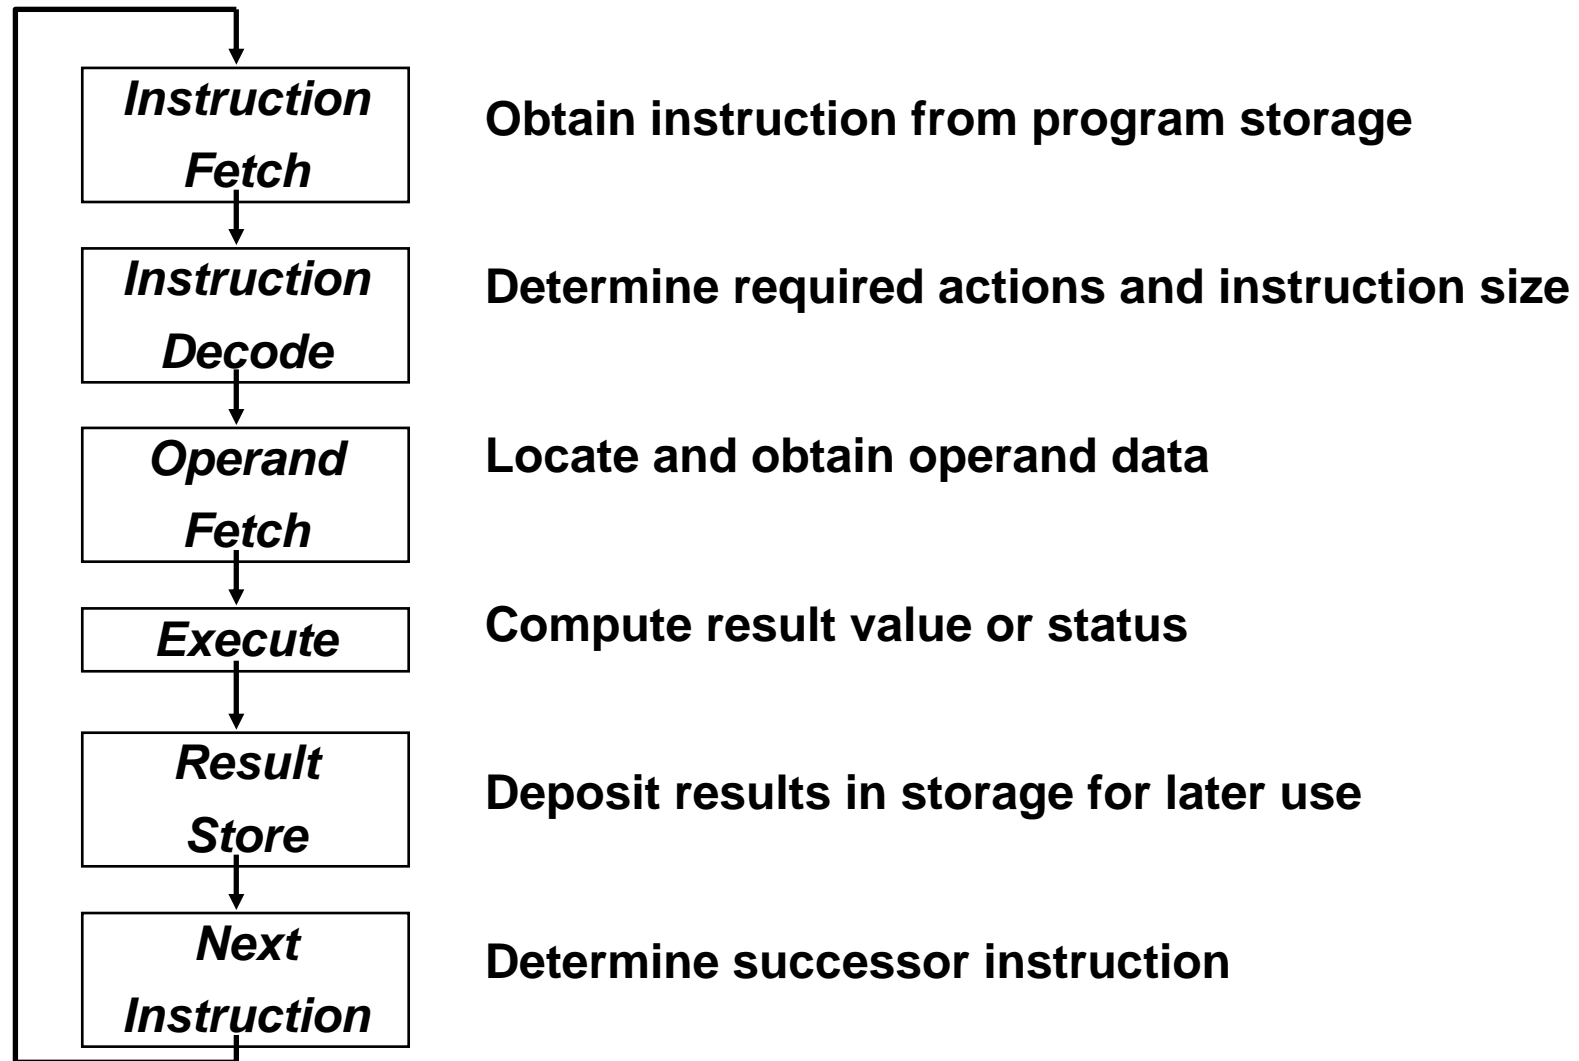 Instruction
Fetch
Obtain instruction from program storage
Instruction
Decode
Determine required actions and instruction size
Operand
Fetch
Locate and obtain operand data
Execute
Compute result value or status
Result
Store
Deposit results in storage for later use
Next
Instruction
Determine successor instruction